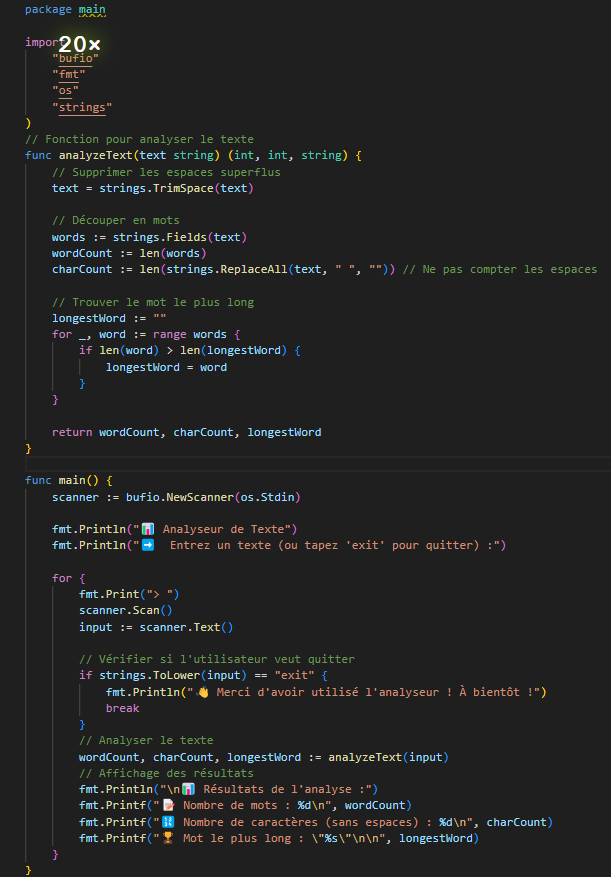 package main
import
20×
"bufio"
"fmt"
"os"
"strings"
)
// Fonction pour analyser le texte
func analyzeText(text string) (int, int, string) {
// Supprimer les espaces superflus
text = strings.TrimSpace(text)
// Découper en mots
words := strings.Fields(text)
wordCount := len(words)
charCount := len(strings.ReplaceAll(text, " ", "")) // Ne pas compter les espaces
// Trouver le mot le plus long
longestWord := ""
for _, word := range words {
if len(word) > len(longestWord) {
longestWord = word
}
}
return wordCount, charCount, longestWord
}
func main() {
scanner := bufio.NewScanner(os.Stdin)
fmt.Println("📊 Analyseur de Texte")
fmt.Println("➡️  Entrez un texte (ou tapez 'exit' pour quitter) :")
for {
fmt.Print("> ")
scanner.Scan()
input := scanner.Text()
// Vérifier si l'utilisateur veut quitter
if strings.ToLower(input) == "exit" {
fmt.Println("👋 Merci d'avoir utilisé l'analyseur ! À bientôt !")
break
}
// Analyser le texte
wordCount, charCount, longestWord := analyzeText(input)
// Affichage des résultats
fmt.Println("\n📊 Résultats de l'analyse :")
fmt.Printf("📝 Nombre de mots : %d\n", wordCount)
fmt.Printf("🔢 Nombre de caractères (sans espaces) : %d\n", charCount)
fmt.Printf("🏆 Mot le plus long : \"%s\"\n\n", longestWord)
}
}